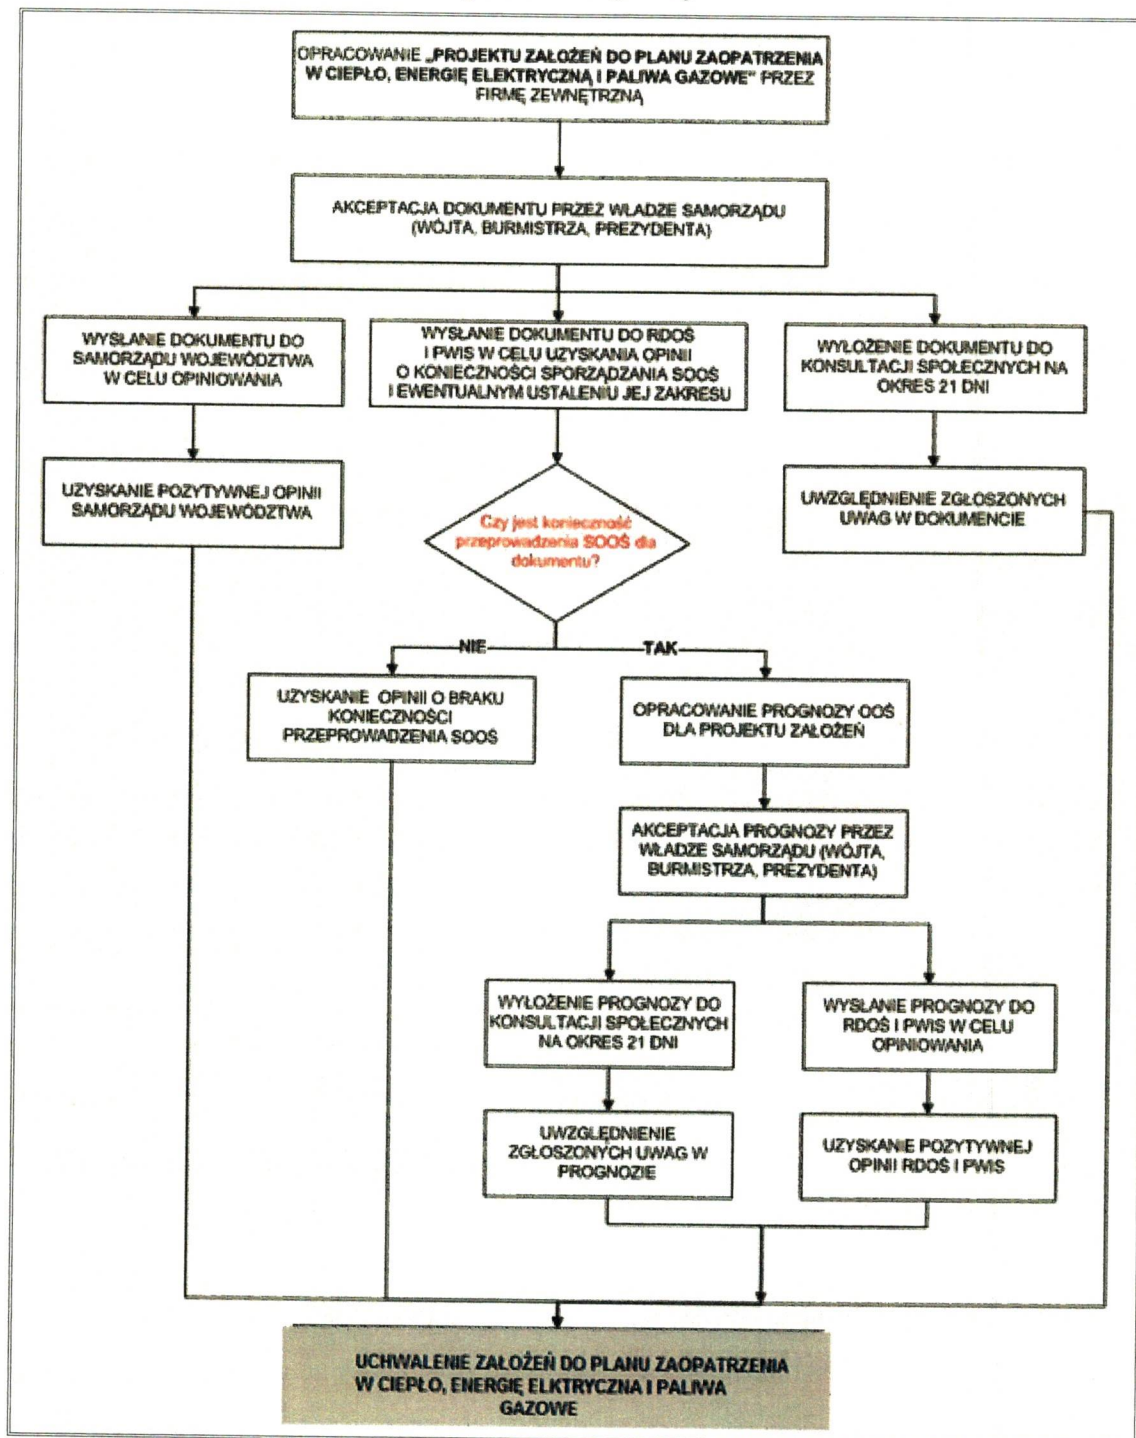 OPRACOWANIE „PROJEKTU ZAŁOŻEŃ DO PLANU ZAOPATRZENIA
W CIEPŁO, ENERGIĘ ELEKTRYCZNĄ I PALIWA GAZOWE" PRZEZ
FIRMĘ ZEWNĘTRZNĄ
AKCEPTACJA DOKUMENTU PRZEZ WŁADZE SAMORZĄDU
(WÓJTA, BURMISTRZA, PREZYDENTA)
WYSŁANIE DOKUMENTU DO
SAMORZĄDU WOJEWÓDZTWA
W CELU OPINIOWANIA
WYSŁANIE DOKUMENTU DO RDOŚ
I PWIS W CELU UZYSKANIA OPINII
O KONIECZNOŚCI SPORZĄDZANIA SOOŚ
I EWENTUALNYM USTALENIU JEJ ZAKRESU
WYŁOŻENIE DOKUMENTU DO
KONSULTACJI SPOŁECZNYCH NA
OKRES 21 DNI
UZYSKANIE POZYTYWNEJ OPINII
SAMORZĄDU WOJEWÓDZTWA
Czy jest konieczność
przeprowadzenia SOOŚ dla
dokumentu?
UWZGLĘDNIENIE ZGŁOSZONYCH
UWAG W DOKUMENCIE
NIE
TAK
UZYSKANIE OPINII O BRAKU
KONIECZNOŚCI
PRZEPROWADZENIA SOOŚ
OPRACOWANIE PROGNOZY OOŚ
DLA PROJEKTU ZAŁOŻEŃ
AKCEPTACJA PROGNOZY PRZEZ
WŁADZE SAMORZĄDU (WÓJTA,
BURMISTRZA, PREZYDENTA)
WYŁOŻENIE PROGNOZY DO
KONSULTACJI SPOŁECZNYCH
NA OKRES 21 DNI
WYSŁANIE PROGNOZY DO
RDOŚ I PWIS W CELU
OPINIOWANIA
UWZGLĘDNIENIE
ZGŁOSZONYCH UWAG W
PROGNOZIE
UZYSKANIE POZYTYWNEJ
OPINII RDOŚ I PWIS
UCHWALENIE ZAŁOŻEŃ DO PLANU ZAOPATRZENIA
W CIEPŁO, ENERGIĘ ELKTRYCZNA I PALIWA
GAZOWE